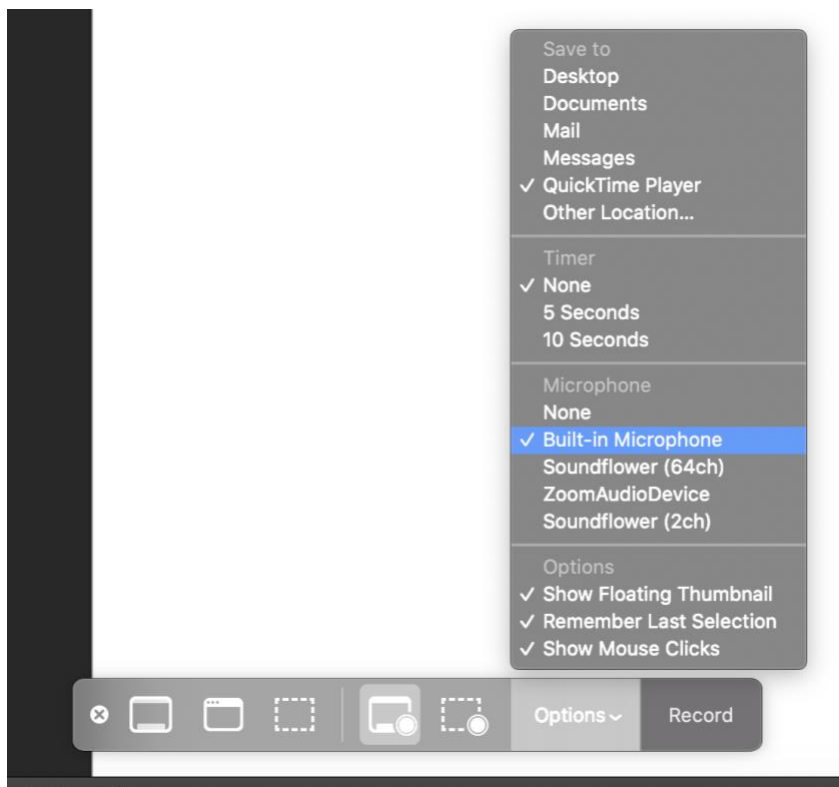 Save to
Desktop
Documents
Mail
Messages
✓ QuickTime Player
Other Location...
Timer
✓ None
5 Seconds
10 Seconds
Microphone
None
✓ Built-in Microphone
Soundflower (64ch)
ZoomAudioDevice
Soundflower (2ch)
Options
✓ Show Floating Thumbnail
✓ Remember Last Selection
✓ Show Mouse Clicks
Options Record